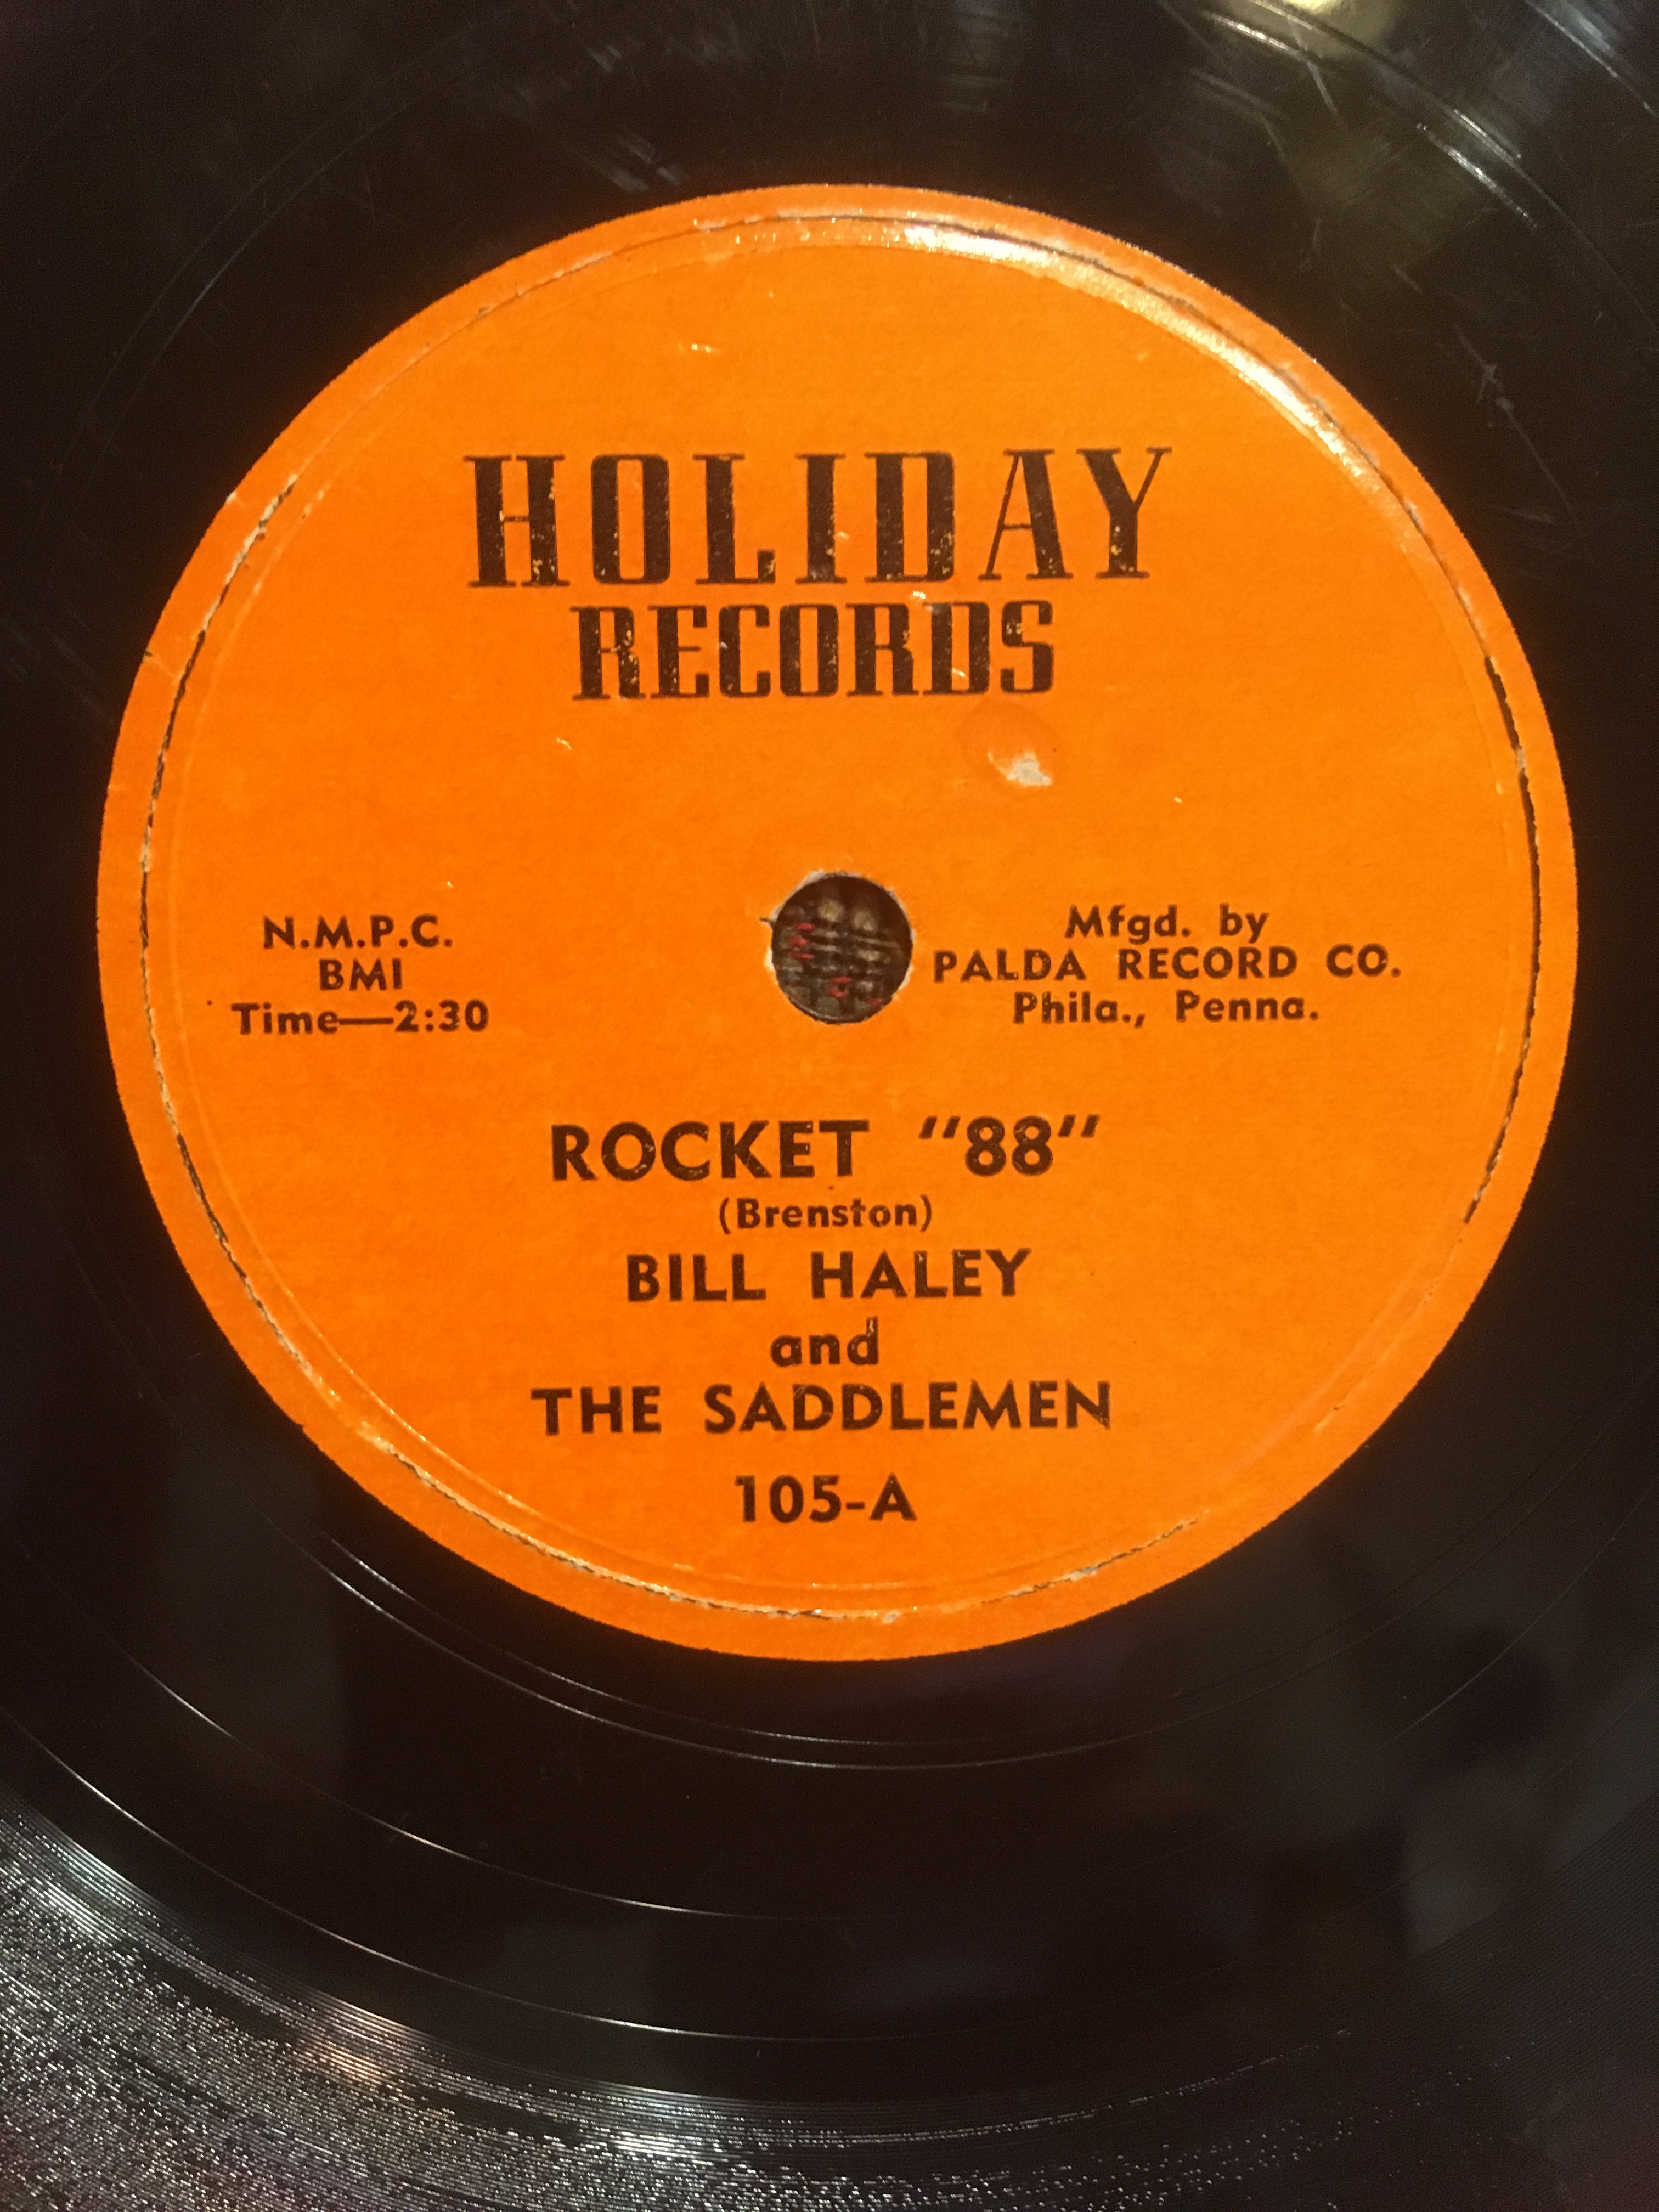 HOLIDAY
RECORDS
N.M.P.C.
BMI
Time—2:30
Mfgd. by
PALDA RECORD CO.
Phila., Penna.
ROCKET "88"
(Brenston)
BILL HALEY
and
THE SADDLEMEN
105-A